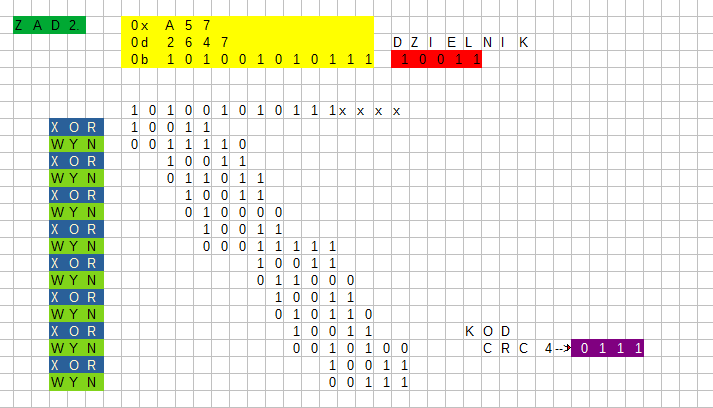 Z A D 2. 0x A 5 7
0d 2 6 4 7 D Z I E L N I K
0b 1 0 1 0 0 1 0 1 0 1 1 1 1 0 0 1 1
1 0 1 0 0 1 0 1 0 1 1 1 x x x x
X O R 1 0 0 1 1
W Y N 0 0 1 1 1 1 0
X O R 1 0 0 1 1
W Y N 0 1 1 0 1 1
X O R 1 0 0 1 1
W Y N 0 1 0 0 0 0
X O R 1 0 0 1 1
W Y N 0 0 0 1 1 1 1 1
X O R 1 0 0 1 1
W Y N 0 1 1 0 0 0
X O R 1 0 0 1 1
W Y N 0 1 0 1 1 0
X O R 1 0 0 1 1 K O D
W Y N 0 0 1 0 1 0 0 C R C 4--> 0 1 1 1
X O R 1 0 0 1 1
W Y N 0 0 1 1 1